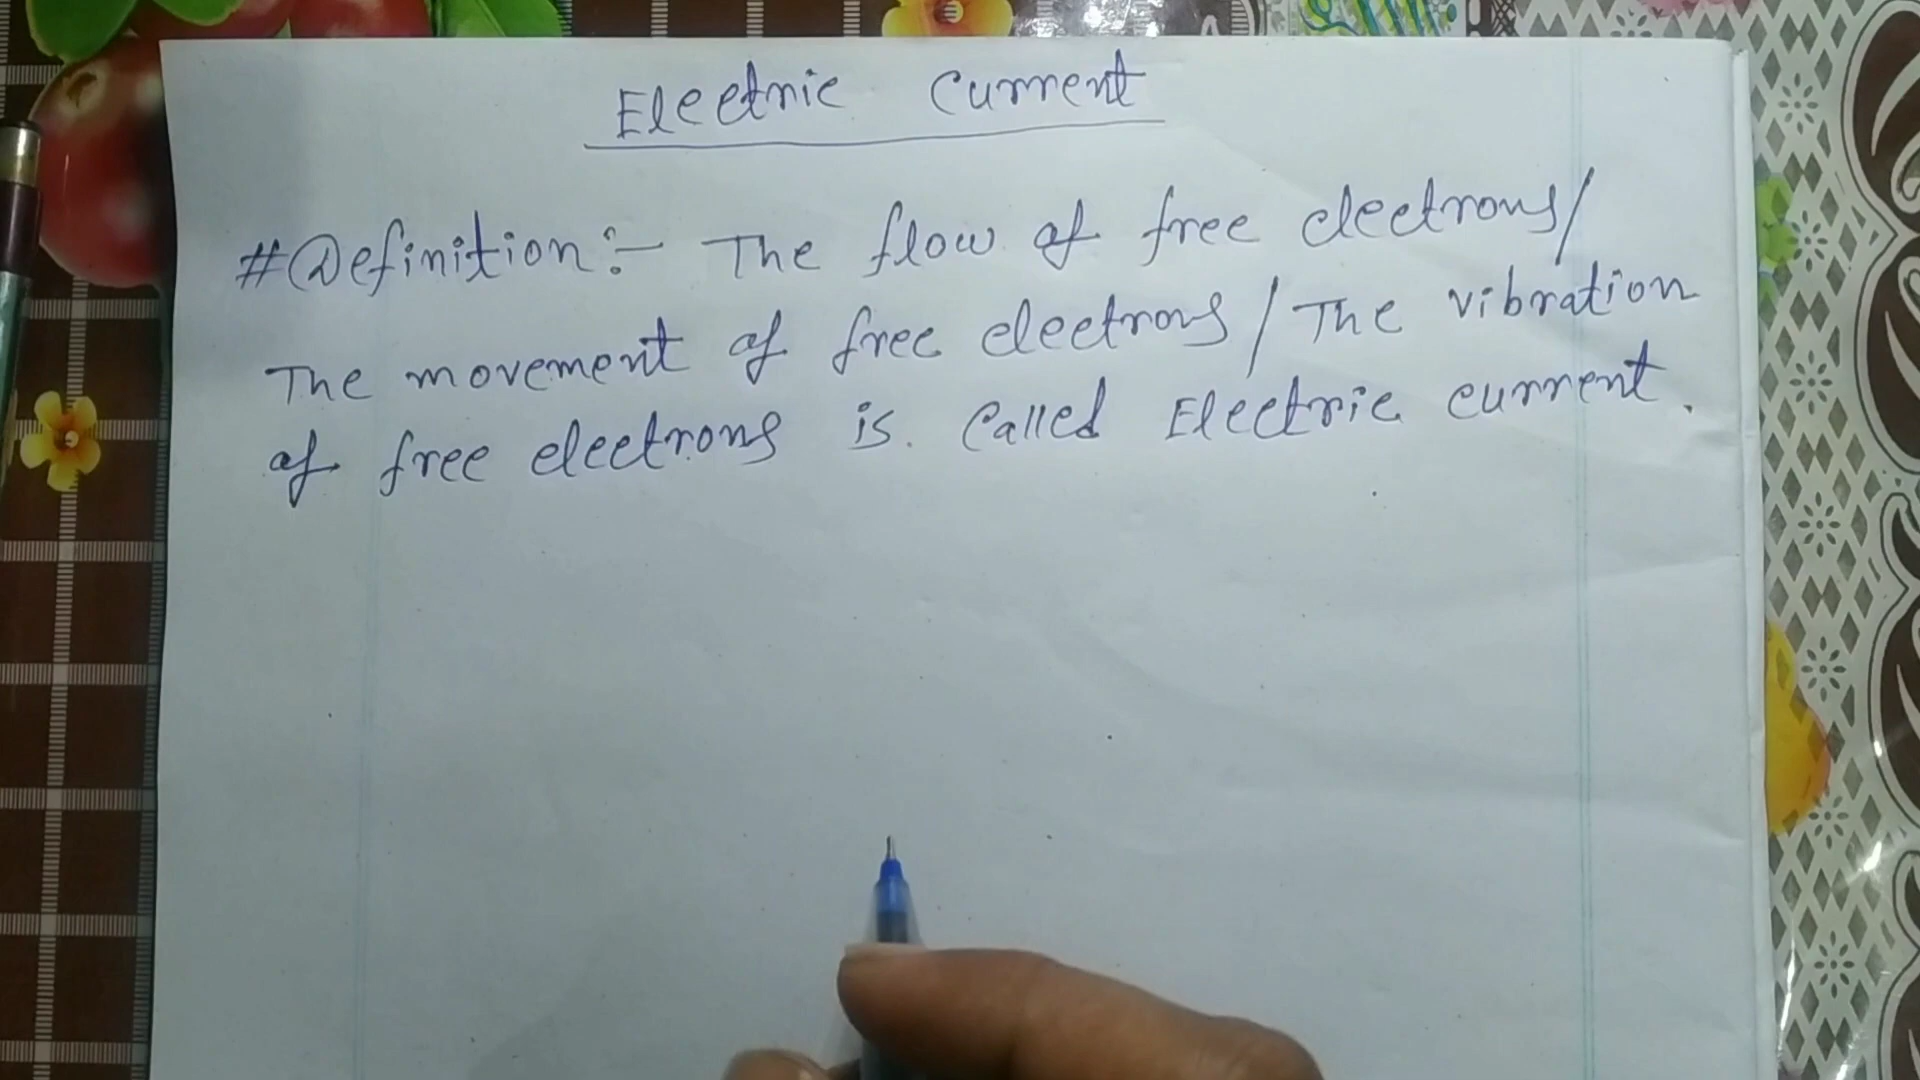 Electric Current
#Definition:- The flow of free electrons/
The movement of free electrons/The vibration
of free electrons is. Called Electric current.